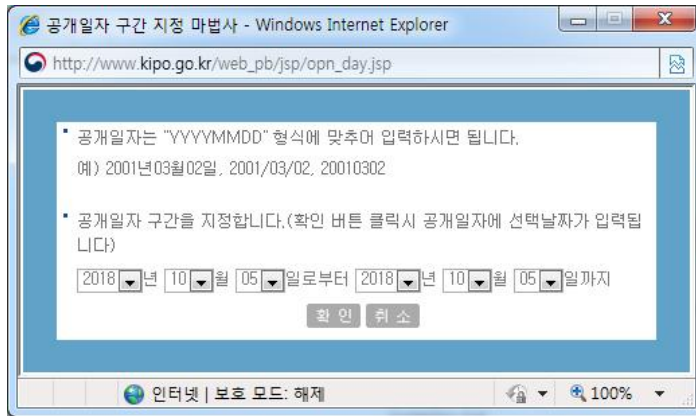 공개일자 구간 지정 마법사 - Windows Internet Explorer
http://www.kipo.go.kr/web_pb/jsp/opn_day.jsp
공개일자는 "YYYYMMDD" 형식에 맞추어 입력하시면 됩니다.
예) 2001년03월02일, 2001/03/02, 20010302
공개일자 구간을 지정합니다.(확인 버튼 클릭시 공개일자에 선택날짜가 입력됩
니다)
2018 년 10 월 05 일로부터 2018 년 10 월 05 일까지
확 인 취 소
인터넷 | 보호 모드: 해제 100%